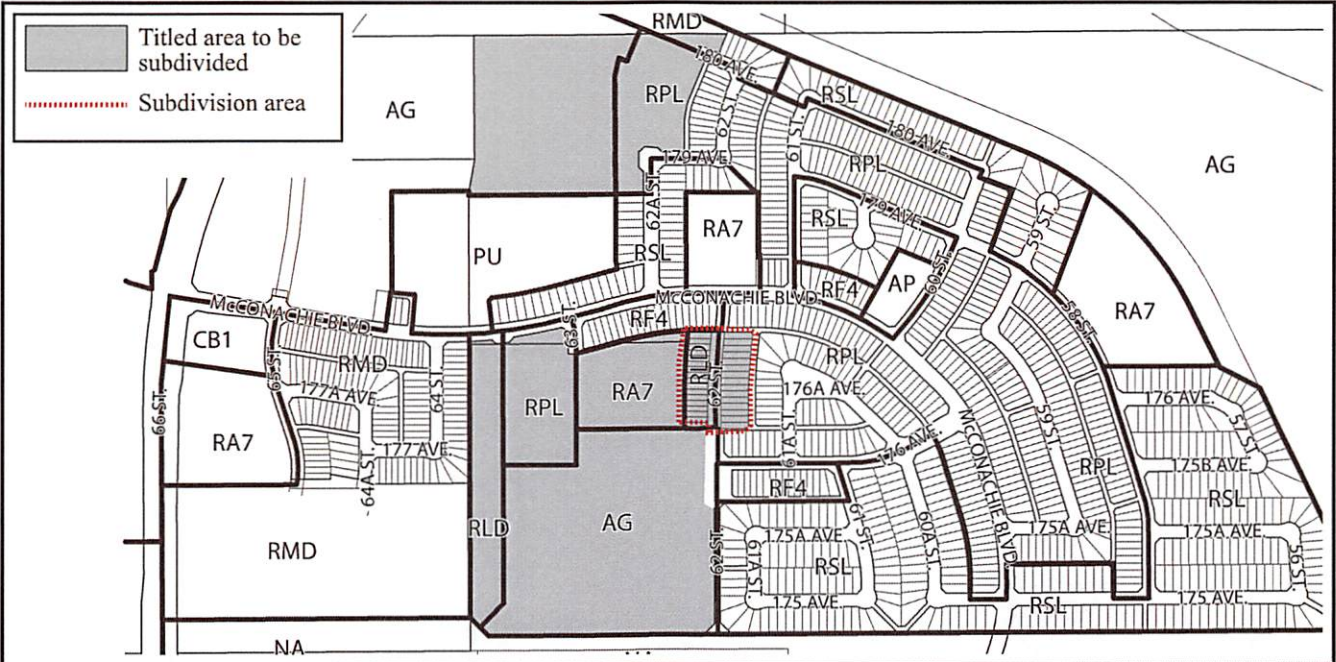 Titled area to be
subdivided
Subdivision area
RMD
180 AVE.
AG
RPL
RSL
62 ST.
180 AVE.
61 ST.
RPL
179 AVE.
AG
62A ST.
179 AVE.
RSL
59 ST.
RA7
PU
RSL
60 ST.
AP
RF4
McCONACHIE BLVD.
RA7
58 ST.
McCONACHIE BLVD.
63 ST.
RF4
CB1
65 ST.
RMD
64 ST.
RLD
62 ST.
RPL
176A AVE.
177A AVE.
RPL
RA7
176 AVE.
57 ST.
66 ST.
RA7
61A ST.
McCONACHIE BLVD.
59 ST.
177 AVE.
176 AVE.
RPL
175B AVE.
64A ST.
RF4
RSL
RLD
AG
61 ST.
60A ST.
175A AVE.
175A AVE.
175A AVE.
RMD
62 ST.
61A ST.
RSL
56 ST.
175 AVE.
RSL
175 AVE.
NA